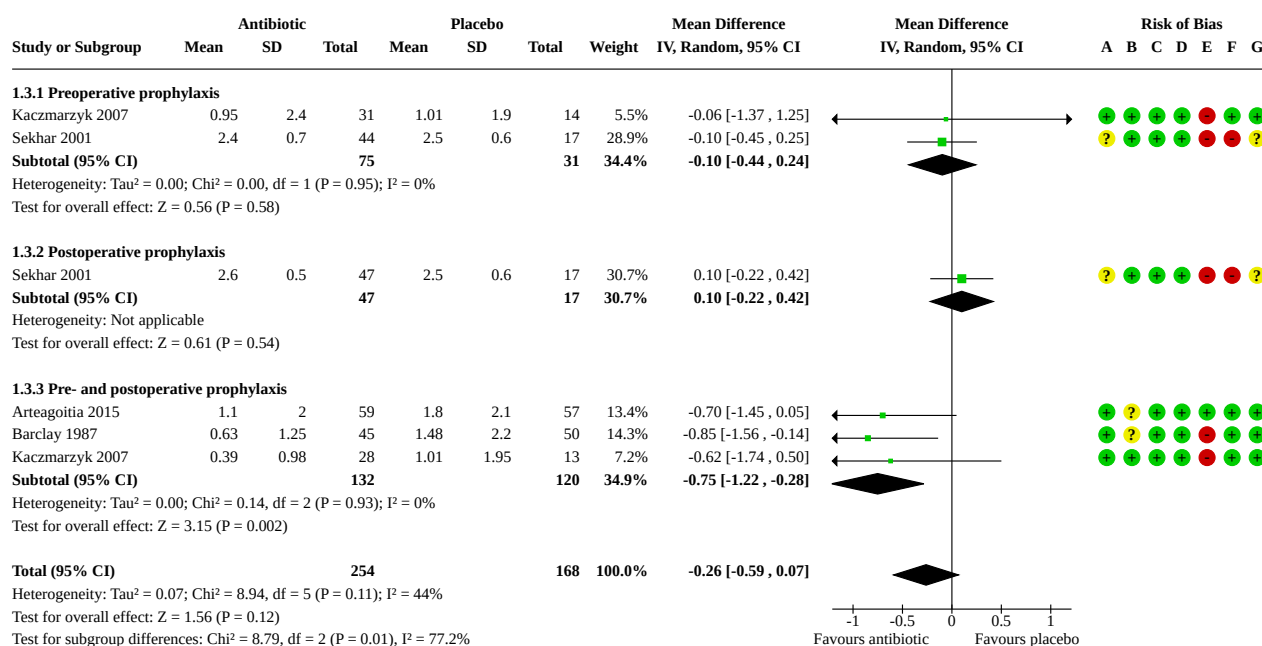 Antibiotic Placebo Mean Difference Mean Difference Risk of Bias
Study or Subgroup Mean SD Total Mean SD Total Weight IV, Random, 95% CI IV, Random, 95% CI A B C D E F G
1.3.1 Preoperative prophylaxis
Kaczmarzyk 2007 0.95 2.4 31 1.01 1.9 14 5.5% -0.06 [-1.37 , 1.25] + + + + - + +
Sekhar 2001 2.4 0.7 44 2.5 0.6 17 28.9% -0.10 [-0.45 , 0.25] ? + + + - - ?
Subtotal (95% CI) 75 31 34.4% -0.10 [-0.44 , 0.24]
Heterogeneity: Tau² = 0.00; Chi² = 0.00, df = 1 (P = 0.95); I² = 0%
Test for overall effect: Z = 0.56 (P = 0.58)
1.3.2 Postoperative prophylaxis
Sekhar 2001 2.6 0.5 47 2.5 0.6 17 30.7% 0.10 [-0.22 , 0.42] ? + + + - - ?
Subtotal (95% CI) 47 17 30.7% 0.10 [-0.22 , 0.42]
Heterogeneity: Not applicable
Test for overall effect: Z = 0.61 (P = 0.54)
1.3.3 Pre- and postoperative prophylaxis
Arteagoitia 2015 1.1 2 59 1.8 2.1 57 13.4% -0.70 [-1.45 , 0.05] + ? + + + + +
Barclay 1987 0.63 1.25 45 1.48 2.2 50 14.3% -0.85 [-1.56 , -0.14] + ? + + - + +
Kaczmarzyk 2007 0.39 0.98 28 1.01 1.95 13 7.2% -0.62 [-1.74 , 0.50] + + + + - + +
Subtotal (95% CI) 132 120 34.9% -0.75 [-1.22 , -0.28]
Heterogeneity: Tau² = 0.00; Chi² = 0.14, df = 2 (P = 0.93); I² = 0%
Test for overall effect: Z = 3.15 (P = 0.002)
Total (95% CI) 254 168 100.0% -0.26 [-0.59 , 0.07]
Heterogeneity: Tau² = 0.07; Chi² = 8.94, df = 5 (P = 0.11); I² = 44%
Test for overall effect: Z = 1.56 (P = 0.12) -1 -0.5 0 0.5 1
Test for subgroup differences: Chi² = 8.79, df = 2 (P = 0.01), I² = 77.2% Favours antibiotic Favours placebo